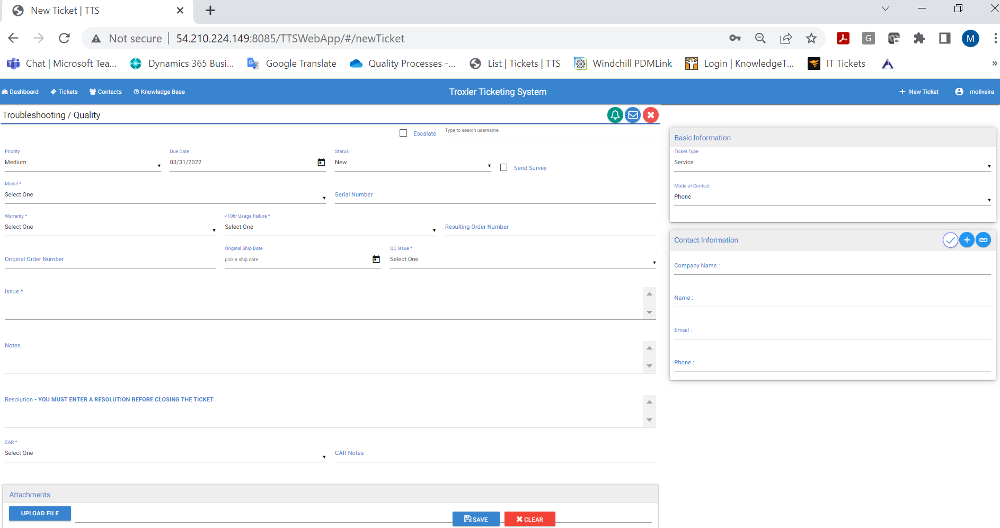 New Ticket | TTS
Not secure | 54.210.224.149:8085/TTSWebApp/#/newTicket
G
M
Chat | Microsoft Tea...
Dynamics 365 Busi...
Google Translate
Quality Processes -...
List | Tickets | TTS
Windchill PDMLink
Login | KnowledgeT...
IT Tickets
»
Dashboard
Tickets
Contacts
Knowledge Base
Troxler Ticketing System
+ New Ticket
moliveira
Troubleshooting / Quality
Escalate
Type to search username.
Priority
Medium
Due Date
03/31/2022
Status
New
Send Survey
Model *
Select One
Serial Number
Warranty *
Select One
<10hr Usage Failure *
Select One
Resulting Order Number
Original Order Number
Original Ship Date
pick a ship date
QC Issue *
Select One
Issue *
Notes
Resolution - YOU MUST ENTER A RESOLUTION BEFORE CLOSING THE TICKET
CAR *
Select One
CAR Notes
Attachments
UPLOAD FILE
SAVE
CLEAR
Basic Information
Ticket Type
Service
Mode of Contact
Phone
Contact Information
Company Name :
Name :
Email :
Phone :